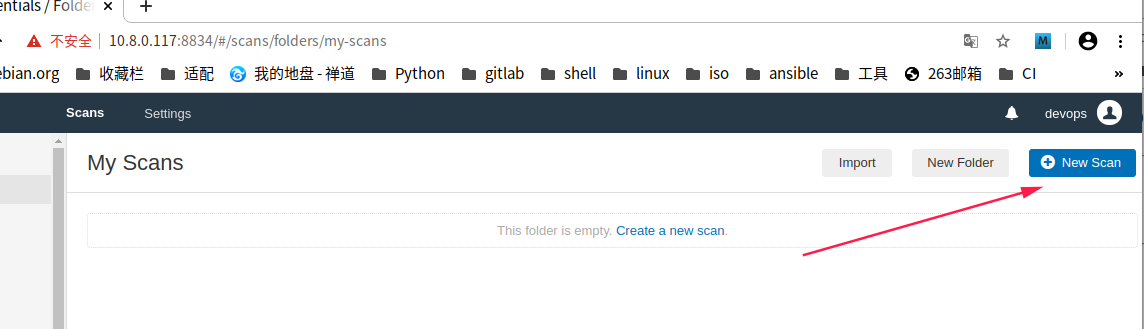 entials / Folde
不安全 10.8.0.117:8834/#/scans/folders/my-scans M
ebian.org 收藏栏 适配 我的地盘 - 禅道 Python gitlab shell linux iso ansible 工具 263邮箱 CI »
Scans Settings devops
My Scans Import New Folder New Scan
This folder is empty. Create a new scan.